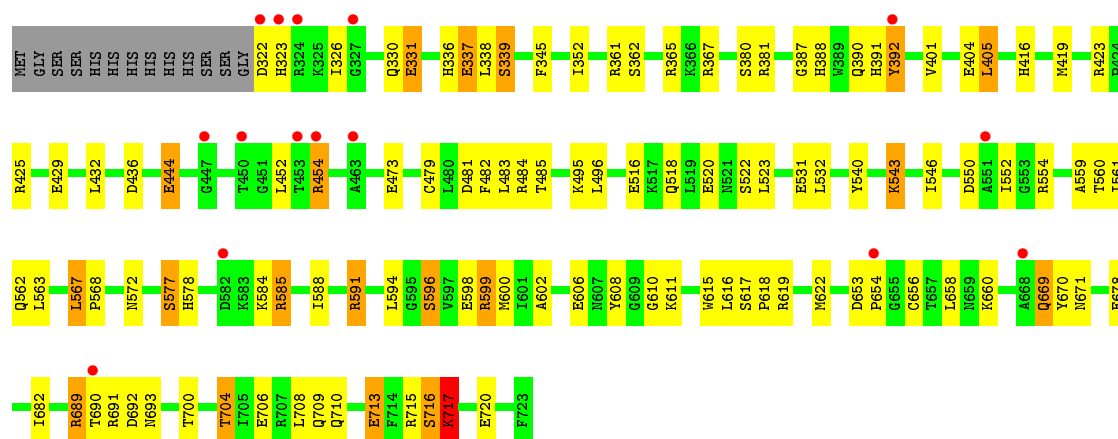 MET GLY SER SER HIS HIS HIS HIS HIS HIS SER SER GLY D322 H323 R324 K325 I326 G327 Q330 E331 H336 E337 L338 S339 F345 I352 R361 S362 R365 K366 R367 S380 R381 G387 H388 W389 Q390 H391 Y392 V401 E404 L405 H416 M419 R423
R425 E429 L432 D436 E444 G447 T450 G451 L452 T453 R454 A463 E473 C479 L480 D481 F482 L483 R484 T485 K495 L496 E516 K517 Q518 L519 E520 N521 S522 L523 E531 L532 Y540 K543 I546 D550 A551 I552 G553 R554 A559 T560
Q562 L563 L567 P568 N572 S577 H578 D582 K583 K584 R585 I588 R591 L594 G595 S596 V597 E598 R599 M600 I601 A602 E606 N607 Y608 G609 G610 K611 W615 L616 S617 P618 R619 M622 D653 P654 G655 C656 T657 L658 N659 K660 A668 Q669 Y670 N671
I682 R689 T690 R691 D692 N693 T700 T704 I705 E706 R707 L708 Q709 Q710 E713 F714 R715 S716 K717 E720 F723